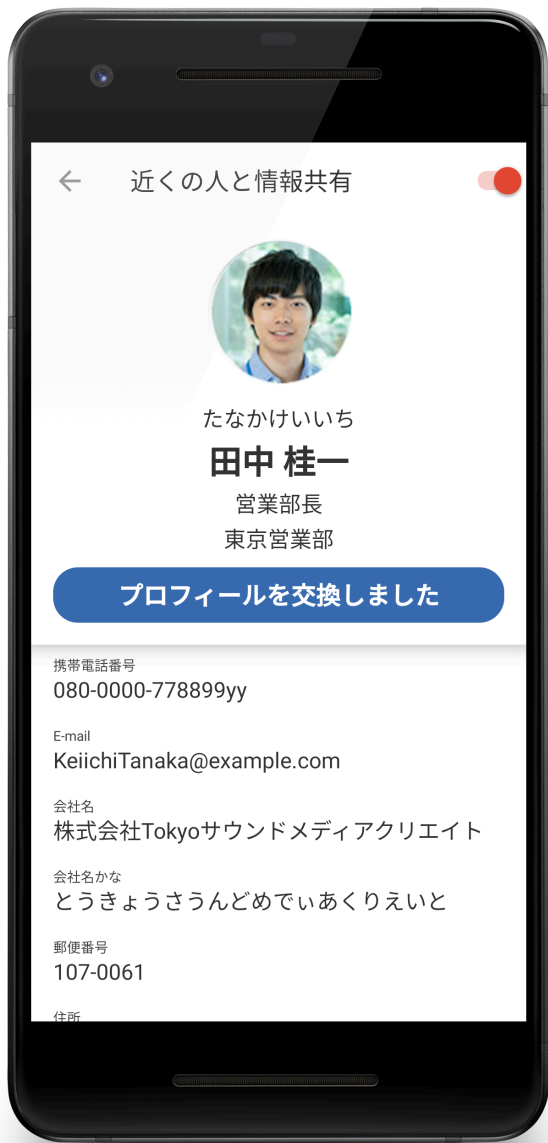 近くの人と情報共有
たなかけいいち
田中 桂一
営業部長
東京営業部
プロフィールを交換しました
携帯電話番号
080-0000-778899yy
E-mail
KeiichiTanaka@example.com
会社名
株式会社Tokyoサウンドメディアクリエイト
会社名かな
とうきょうさうんどめでぃあくりえいと
郵便番号
107-0061
住所